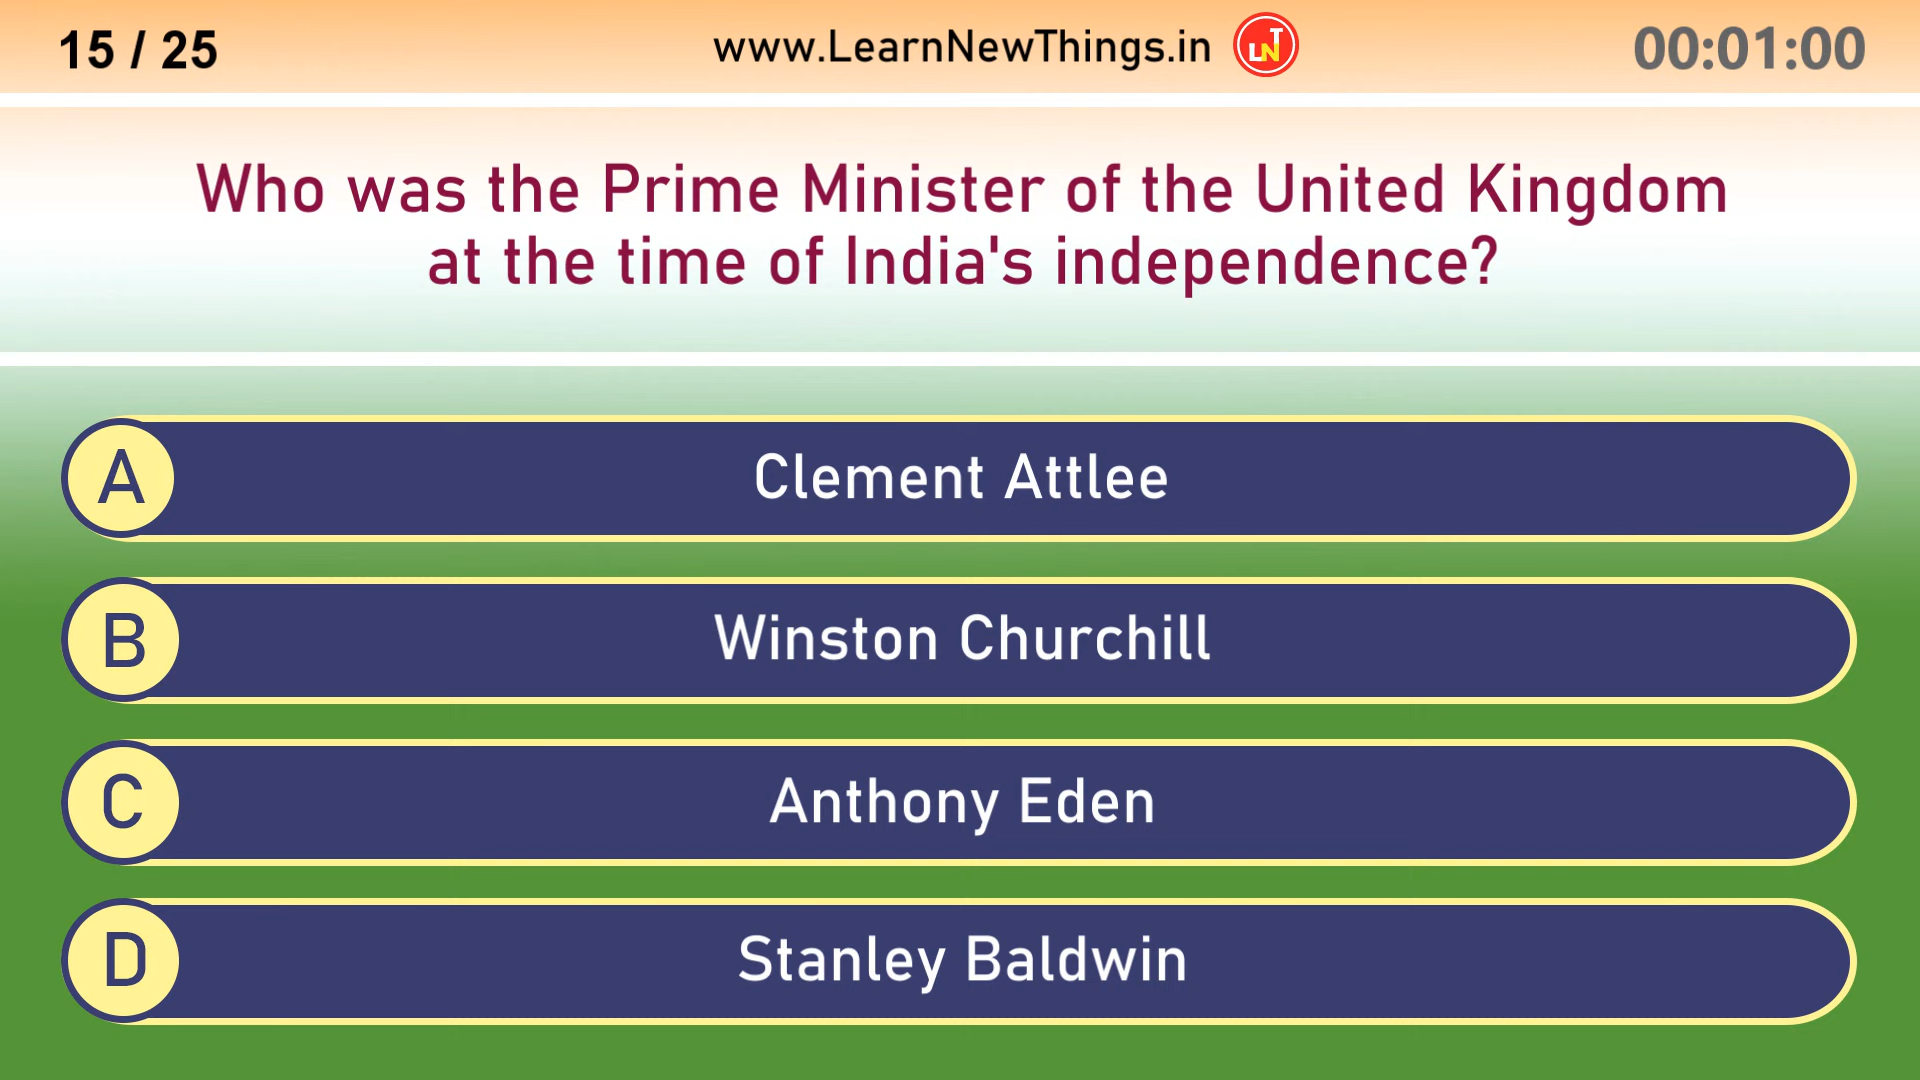 15 / 25
www.LearnNewThings.in
LNT
00:01:00
Who was the Prime Minister of the United Kingdom
at the time of India's independence?
A
Clement Attlee
B
Winston Churchill
C
Anthony Eden
D
Stanley Baldwin